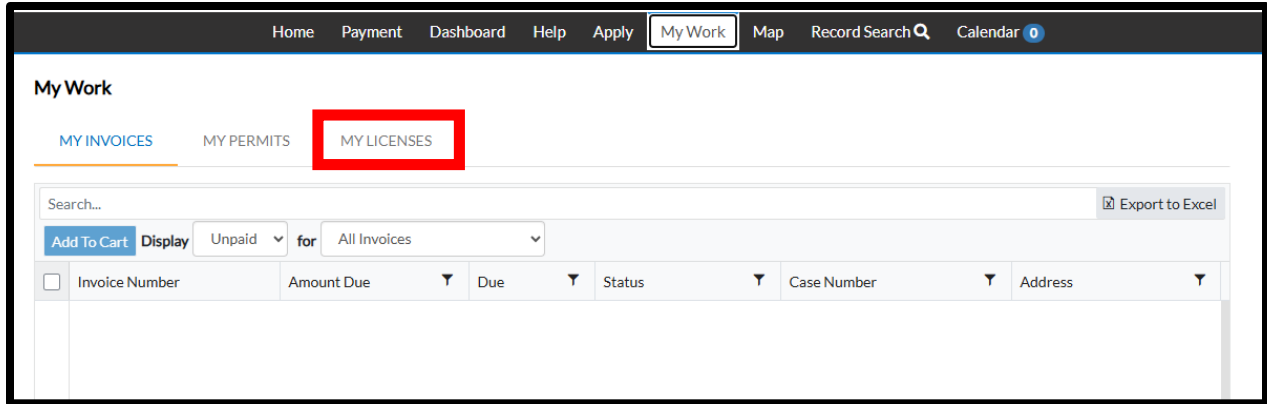 Home Payment Dashboard Help Apply My Work Map Record Search Calendar 0
My Work
MY INVOICES MY PERMITS MY LICENSES
Search... Export to Excel
Add To Cart Display Unpaid for All Invoices
Invoice Number Amount Due Due Status Case Number Address